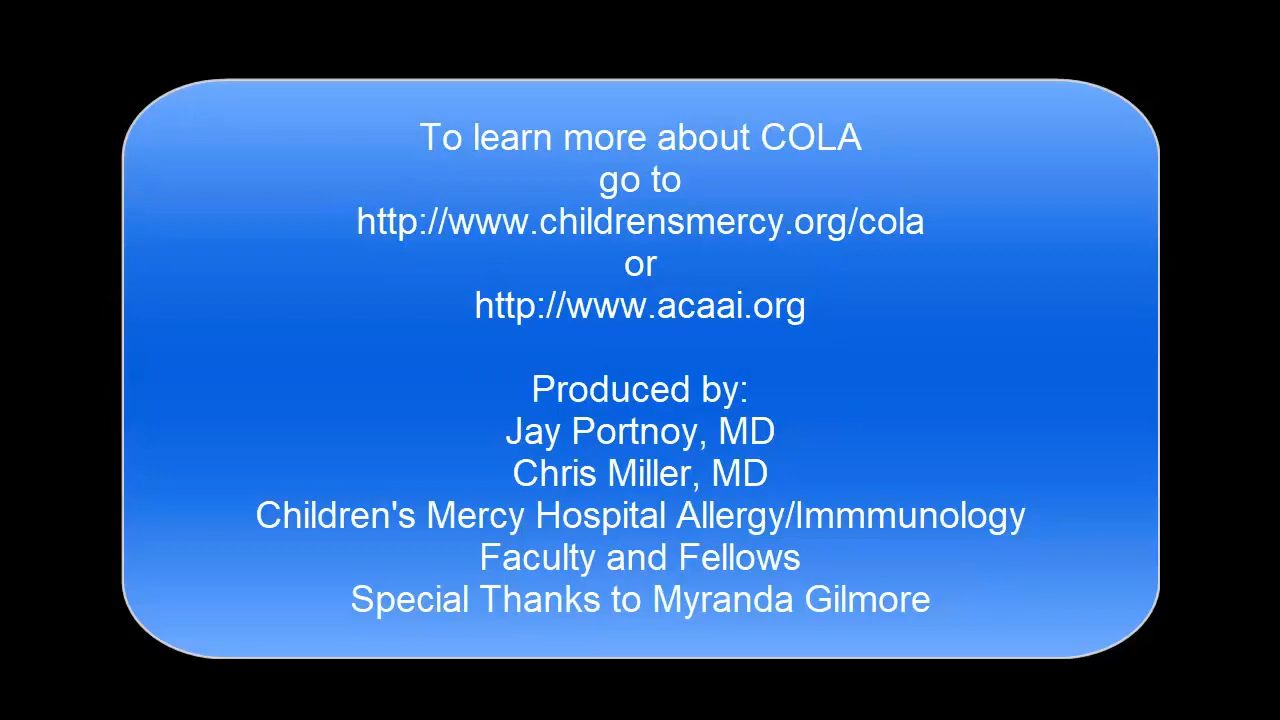 To learn more about COLA
go to
http://www.childrensmercy.org/cola
or
http://www.acaai.org
Produced by:
Jay Portnoy, MD
Chris Miller, MD
Children's Mercy Hospital Allergy/Immmunology
Faculty and Fellows
Special Thanks to Myranda Gilmore